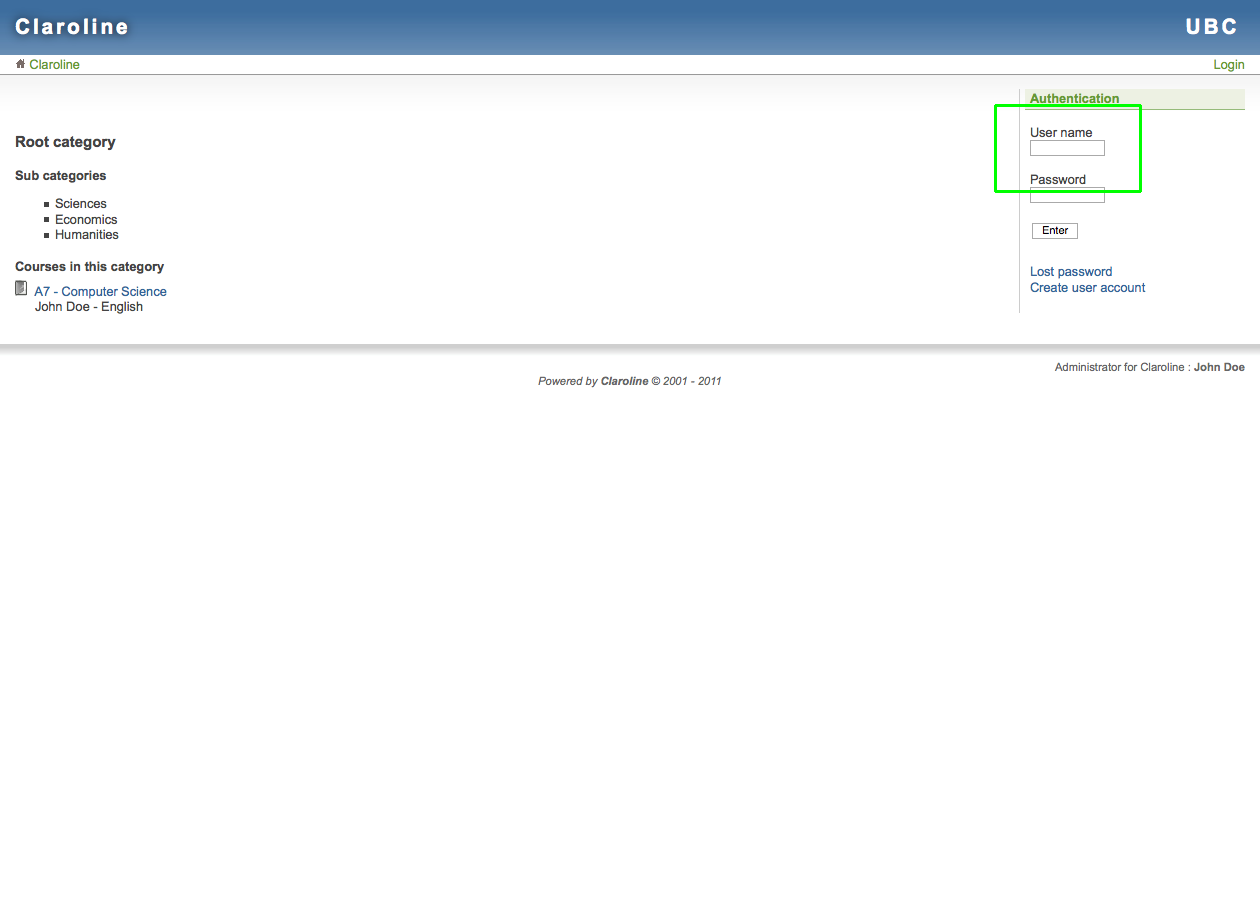 Claroline
UBC
Claroline
Login
Root category
Sub categories
Sciences
Economics
Humanities
Courses in this category
A7 - Computer Science
John Doe - English
Authentication
User name
Password
Enter
Lost password
Create user account
Administrator for Claroline : John Doe
Powered by Claroline © 2001 - 2011